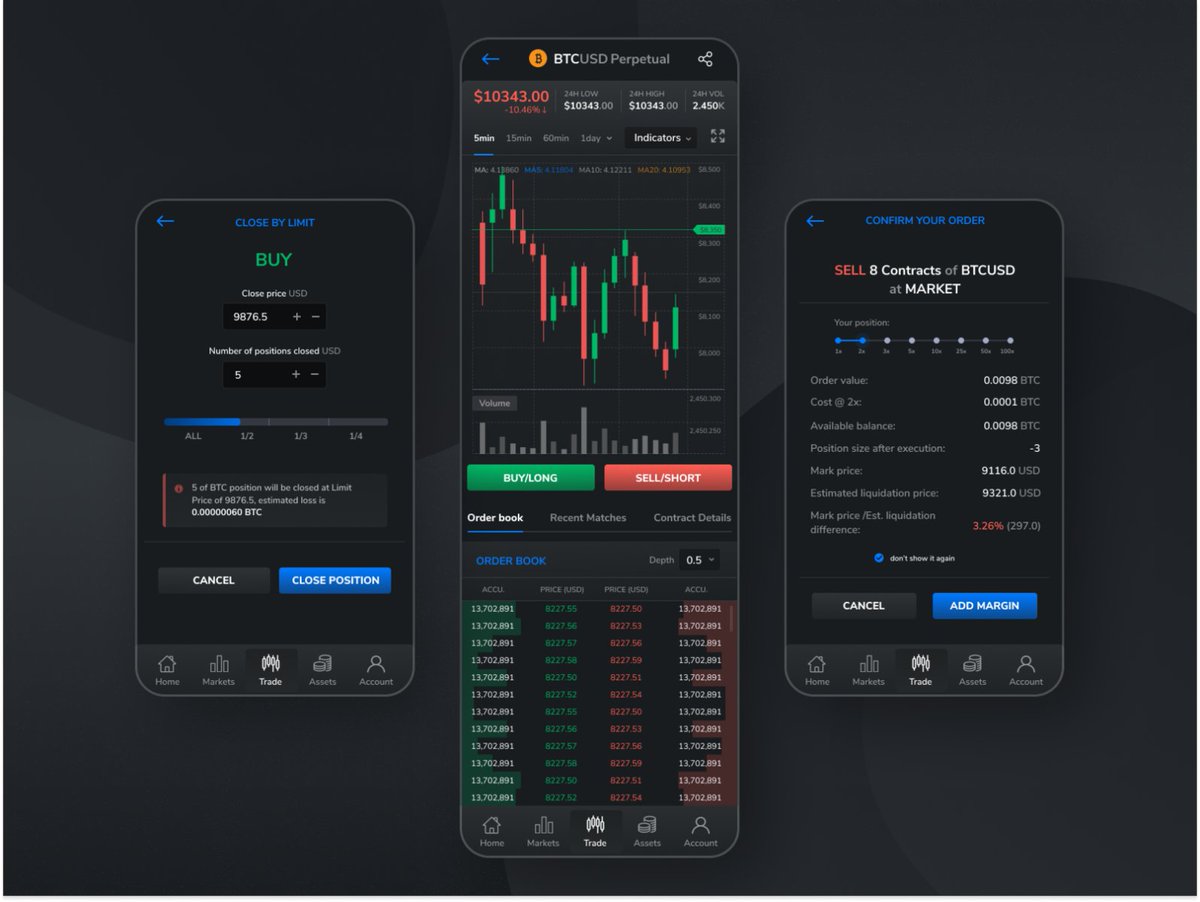 CLOSE BY LIMIT
BUY
Close price USD
9876.5 + −
Number of positions closed USD
5 + −
ALL 1/2 1/3 1/4
5 of BTC position will be closed at Limit
Price of 9876.5, estimated loss is
0.00000060 BTC
CANCEL CLOSE POSITION
Home Markets Trade Assets Account
BTCUSD Perpetual
$10343.00
-10.46%↓
24H LOW
$10343.00
24H HIGH
$10343.00
24H VOL
2.450K
5min 15min 60min 1day Indicators
MA: 4.13860 MA5: 4.11804 MA10: 4.12211 MA20: 4.10953
$8,500
$8,400
$8,350
$8,300
$8,200
$8,100
$8,000
Volume
2,450.300
2,450.250
BUY/LONG SELL/SHORT
Order book Recent Matches Contract Details
ORDER BOOK Depth 0.5
ACCU. PRICE (USD) PRICE (USD) ACCU.
13,702,891 8227.55 8227.50 13,702,891
13,702,891 8227.56 8227.53 13,702,891
13,702,891 8227.57 8227.56 13,702,891
13,702,891 8227.58 8227.59 13,702,891
13,702,891 8227.50 8227.51 13,702,891
13,702,891 8227.52 8227.54 13,702,891
13,702,891 8227.55 8227.50 13,702,891
13,702,891 8227.56 8227.53 13,702,891
13,702,891 8227.57 8227.56 13,702,891
13,702,891 8227.58 8227.59 13,702,891
13,702,891 8227.50 8227.51 13,702,891
13,702,891 8227.52 8227.54 13,702,891
Home Markets Trade Assets Account
CONFIRM YOUR ORDER
SELL 8 Contracts of BTCUSD
at MARKET
Your position:
1x 2x 3x 5x 10x 25x 50x 100x
Order value: 0.0098 BTC
Cost @ 2x: 0.0001 BTC
Available balance: 0.0098 BTC
Position size after execution: -3
Mark price: 9116.0 USD
Estimated liquidation price: 9321.0 USD
Mark price /Est. liquidation
difference: 3.26% (297.0)
don't show it again
CANCEL ADD MARGIN
Home Markets Trade Assets Account